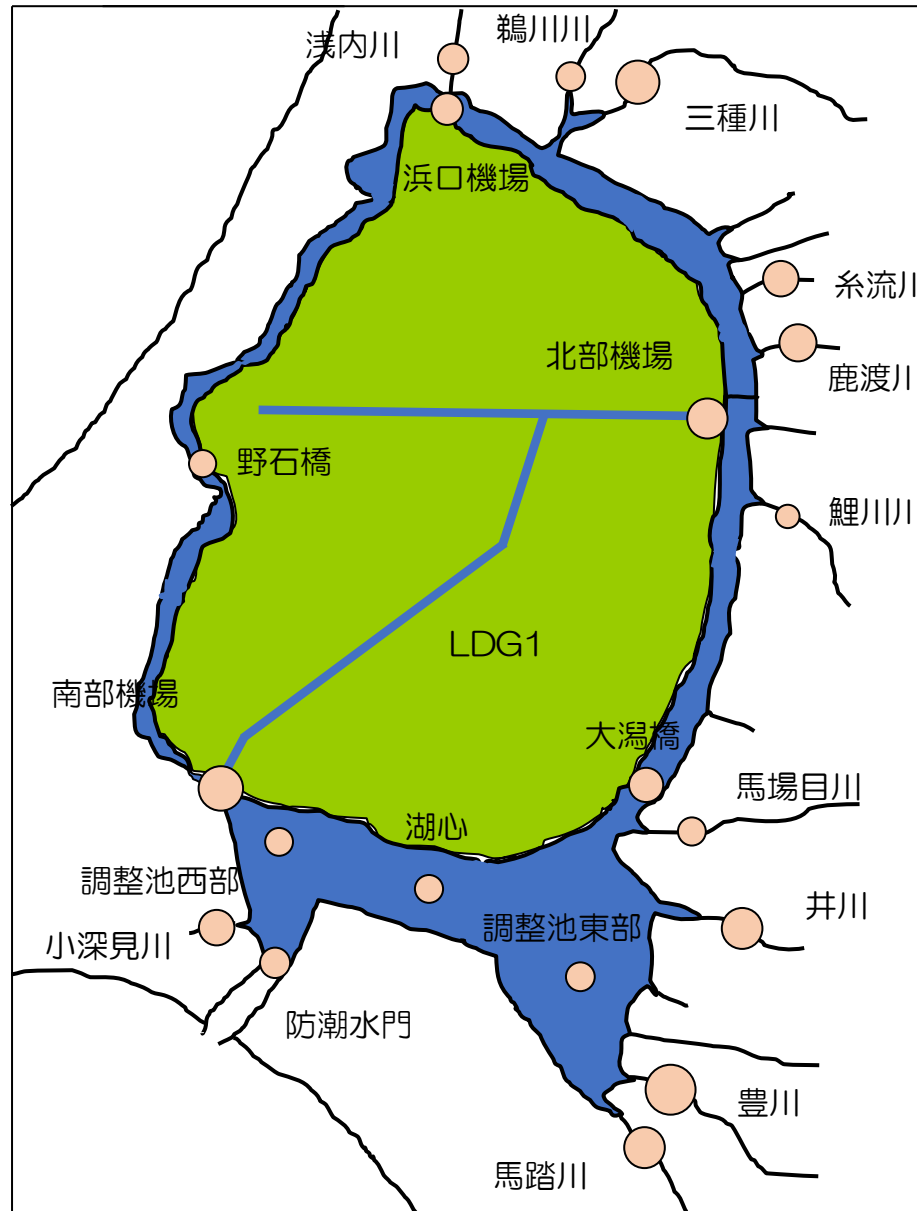 鵜川川
浅内川
三種川
浜口機場
糸流川
北部機場
鹿渡川
野石橋
鯉川川
LDG1
南部機場
大潟橋
馬場目川
湖心
調整池西部
井川
調整池東部
小深見川
防潮水門
豊川
馬踏川